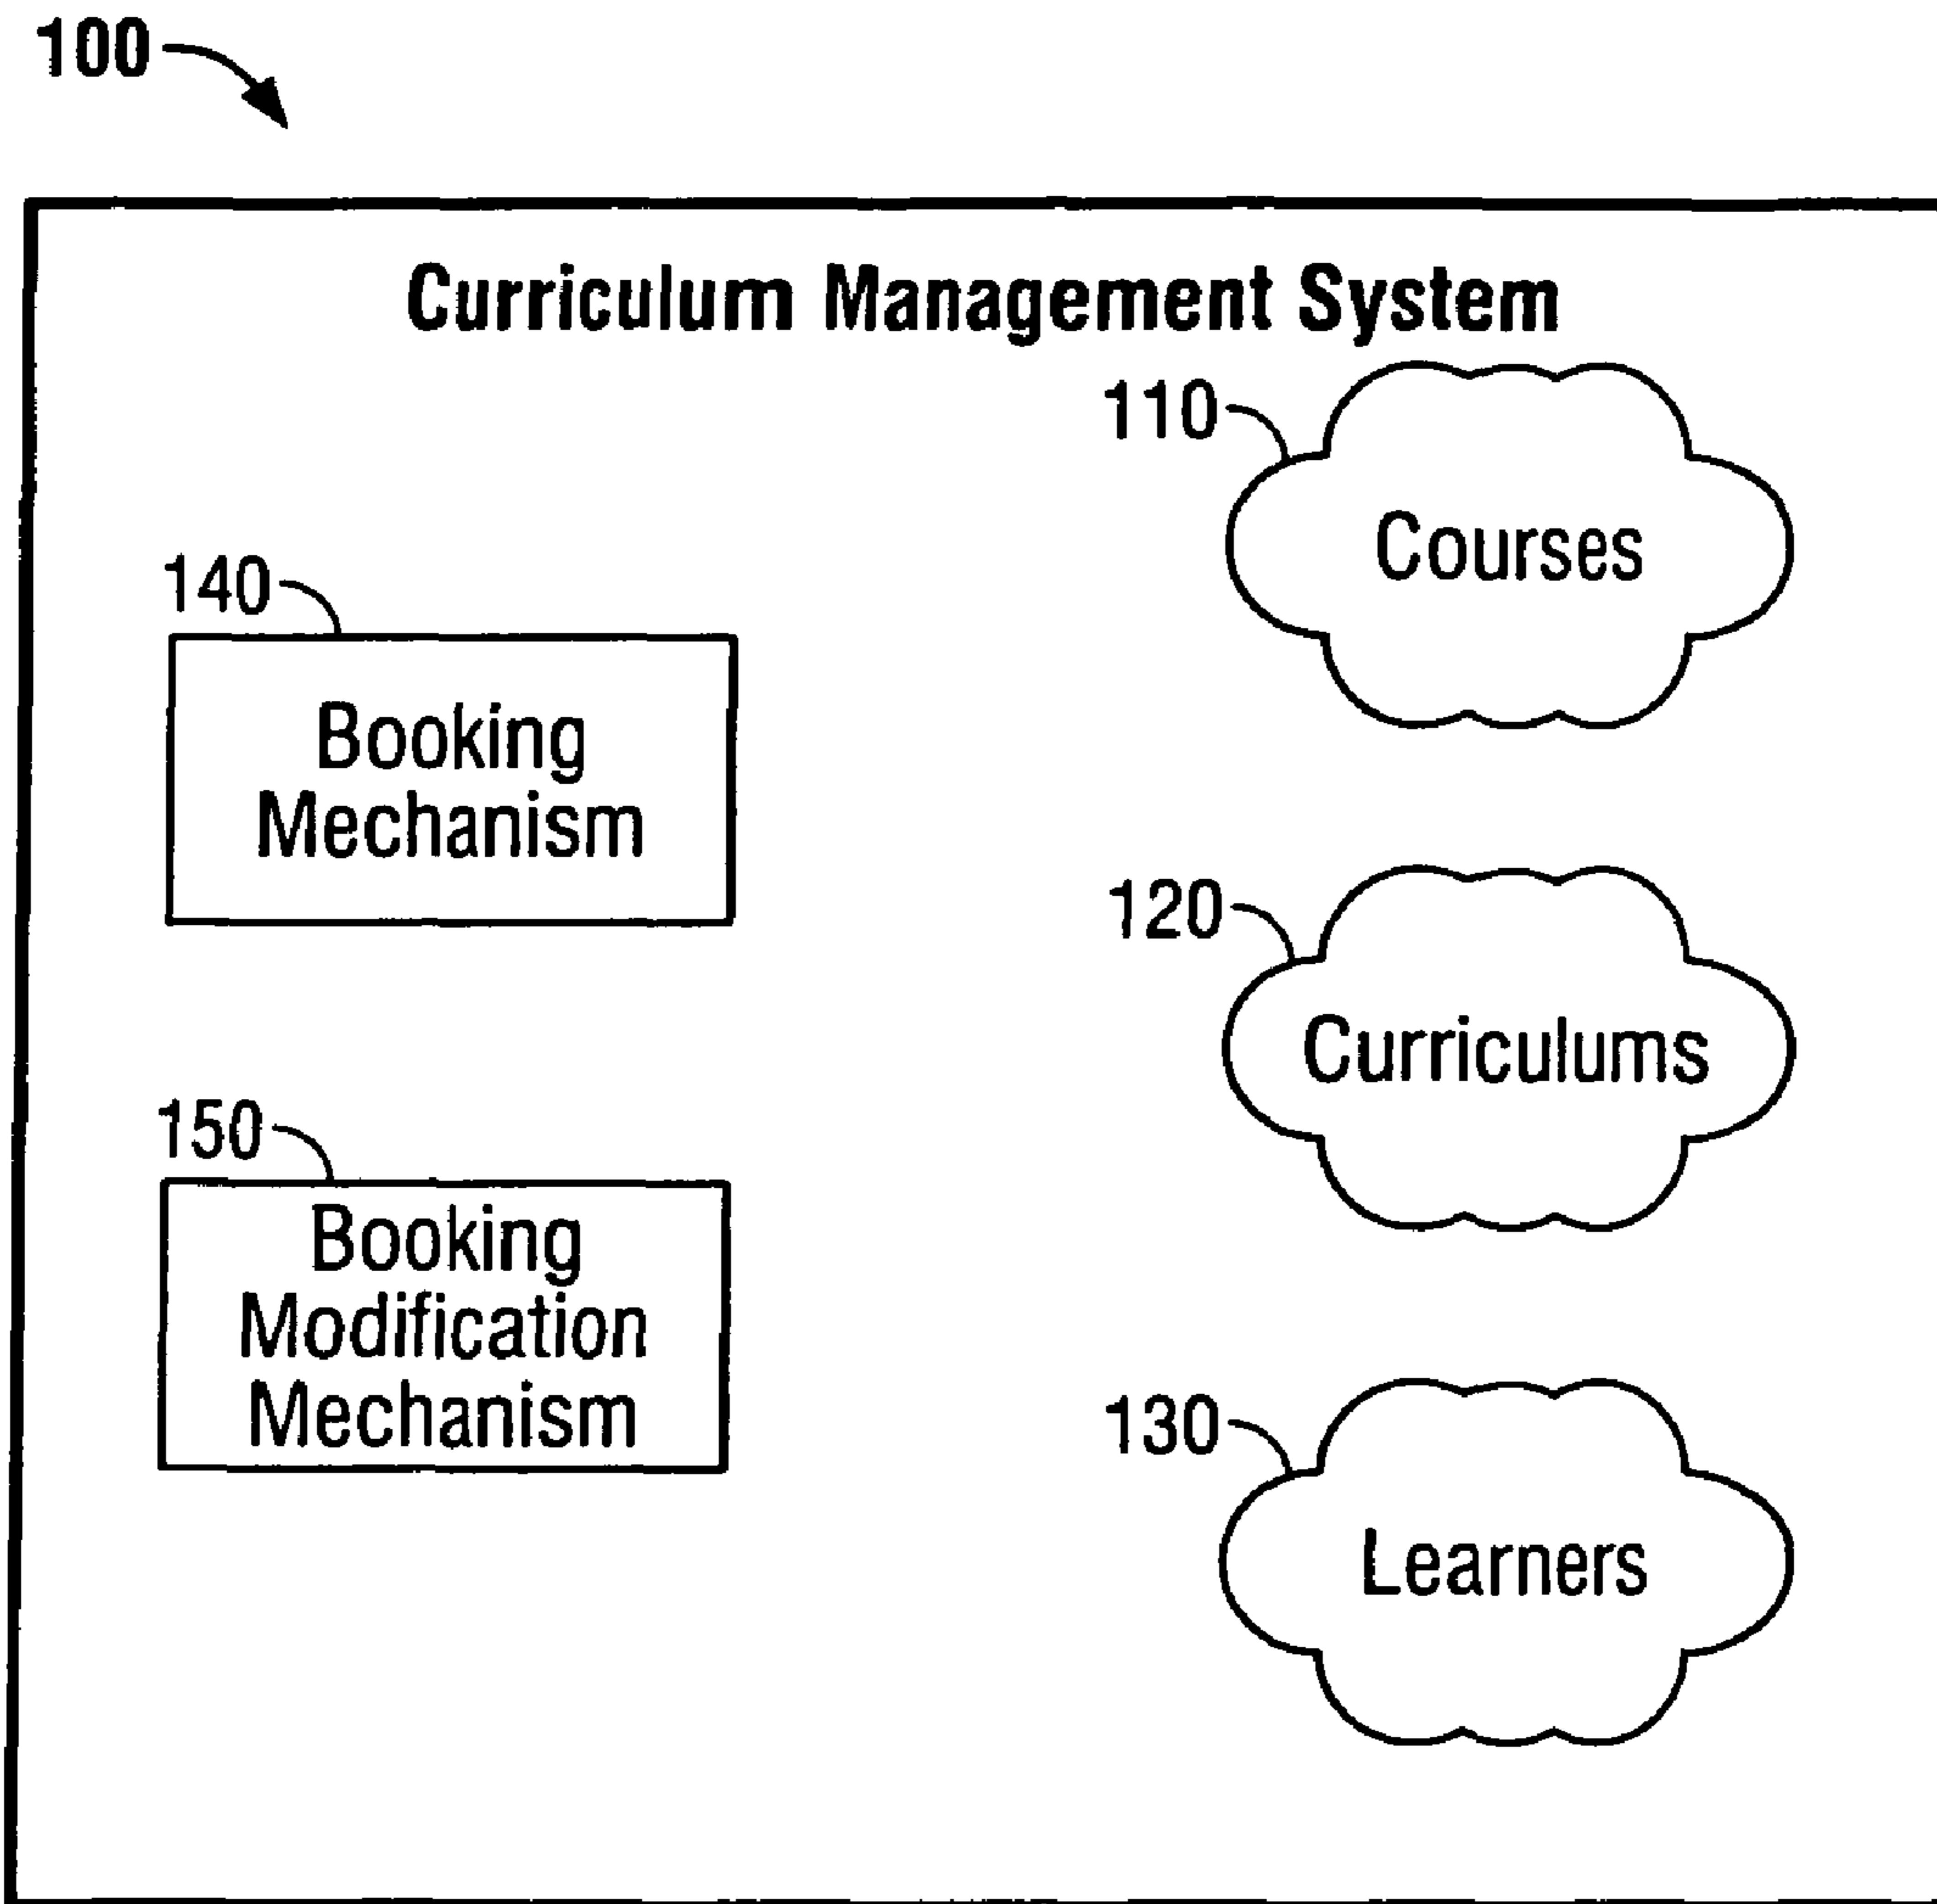 100
Curriculum Management System
110
Courses
140
Booking
Mechanism
120
Curriculums
150
Booking
Modification
Mechanism
130
Learners